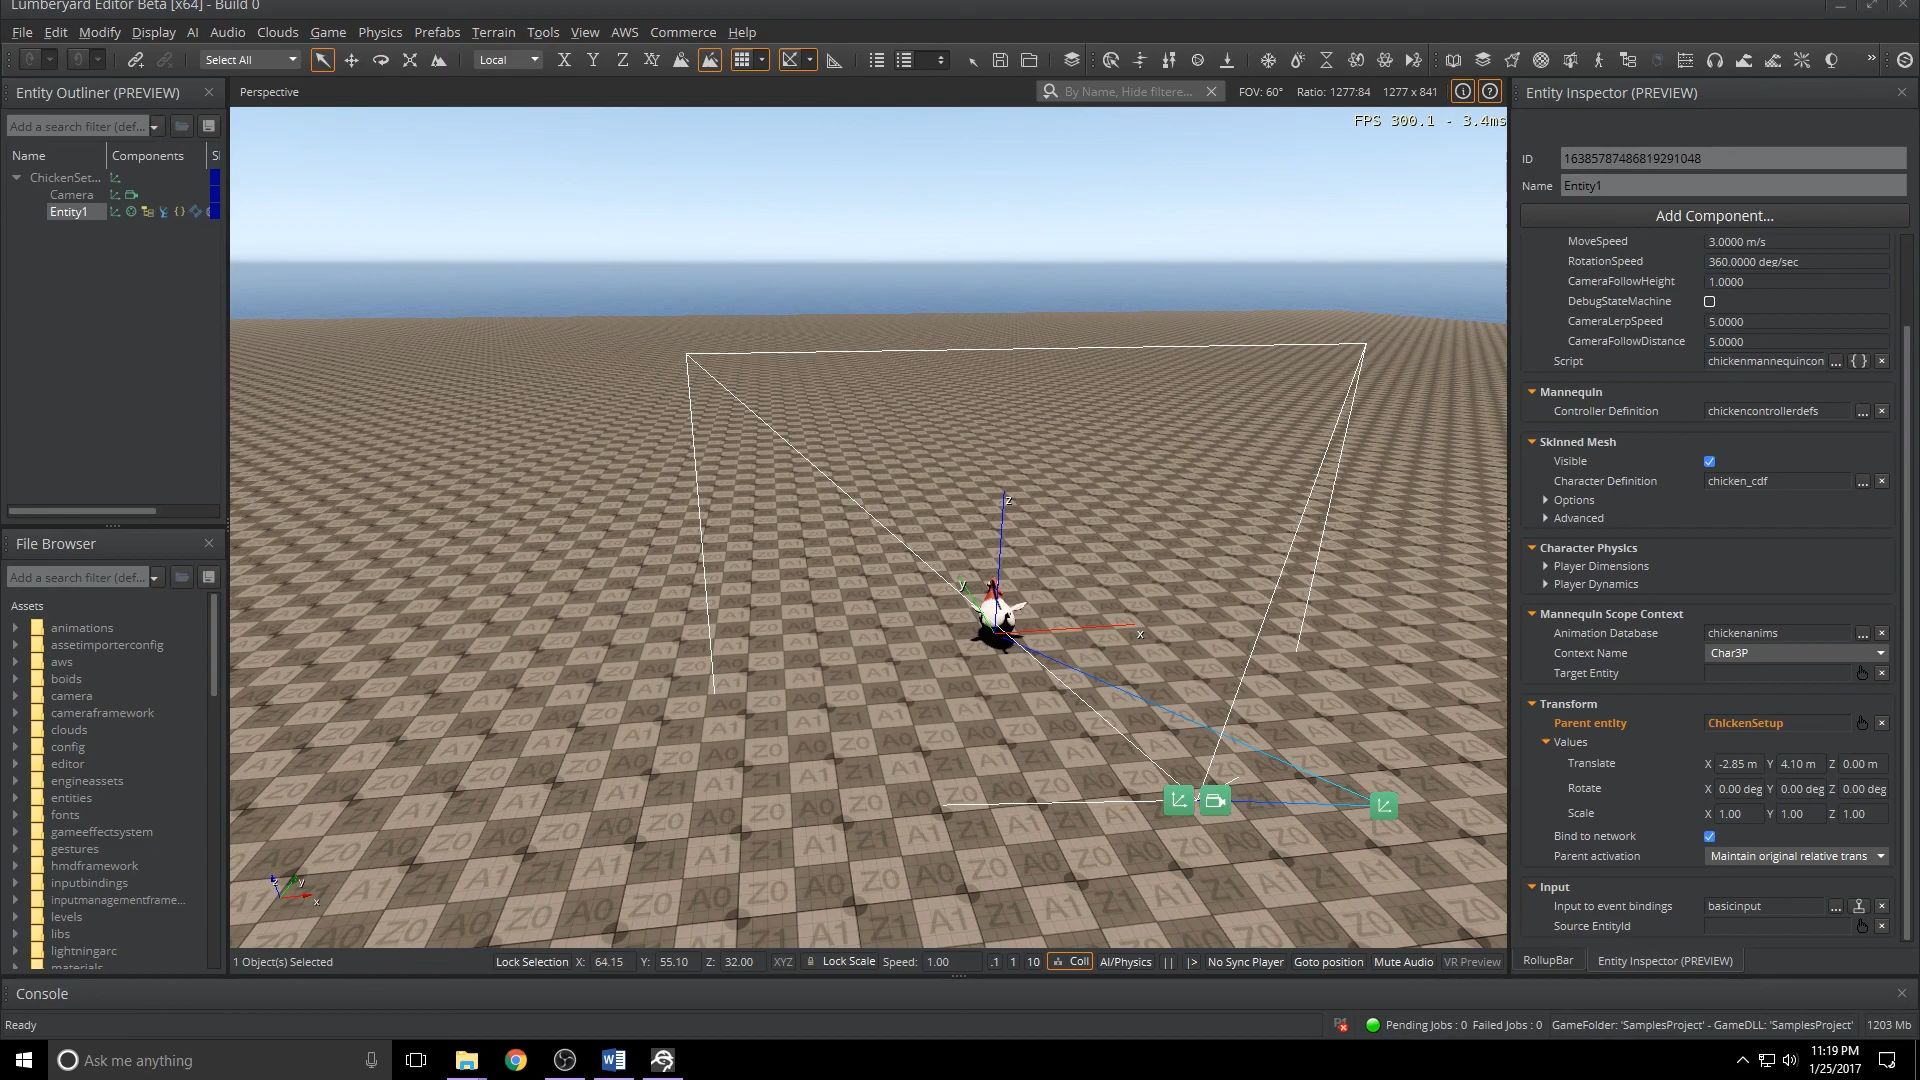 Lumberyard Editor Beta [x64] - Build 0
File Edit Modify Display AI Audio Clouds Game Physics Prefabs Terrain Tools View AWS Commerce Help
Select All
Local
X Y Z XY
Entity Outliner (PREVIEW)
Add a search filter (def...
Name Components Sl
ChickenSet...
Camera
Entity1
File Browser
Add a search filter (def...
Assets
animations
assetimporterconfig
aws
boids
camera
cameraframework
clouds
config
editor
engineassets
entities
fonts
gameeffectsystem
gestures
hmdframework
inputbindings
inputmanagementframe...
levels
libs
lightningarc
materials
Perspective
By Name, Hide filtere...
FOV: 60° Ratio: 1277:84 1277 x 841
FPS 300.1 - 3.4ms
z
y
x
z
y
x
1 Object(s) Selected Lock Selection X: 64.15 Y: 55.10 Z: 32.00 XYZ Lock Scale Speed: 1.00 .1 1 10 Coll AI/Physics || |> No Sync Player Goto position Mute Audio VR Preview
Entity Inspector (PREVIEW)
ID 16385787486819291048
Name Entity1
Add Component...
MoveSpeed 3.0000 m/s
RotationSpeed 360.0000 deg/sec
CameraFollowHeight 1.0000
DebugStateMachine
CameraLerpSpeed 5.0000
CameraFollowDistance 5.0000
Script chickenmannequincon ... { }
Mannequin
Controller Definition chickencontrollerdefs ...
Skinned Mesh
Visible
Character Definition chicken_cdf ...
Options
Advanced
Character Physics
Player Dimensions
Player Dynamics
Mannequin Scope Context
Animation Database chickenanims ...
Context Name Char3P
Target Entity
Transform
Parent entity ChickenSetup
Values
Translate X -2.85 m Y 4.10 m Z 0.00 m
Rotate X 0.00 deg Y 0.00 deg Z 0.00 deg
Scale X 1.00 Y 1.00 Z 1.00
Bind to network
Parent activation Maintain original relative trans
Input
Input to event bindings basicinput ...
Source EntityId
RollupBar Entity Inspector (PREVIEW)
Console
Ready
Pending Jobs : 0 Failed Jobs : 0 GameFolder: 'SamplesProject' - GameDLL: 'SamplesProject' 1203 Mb
Ask me anything
11:19 PM
1/25/2017